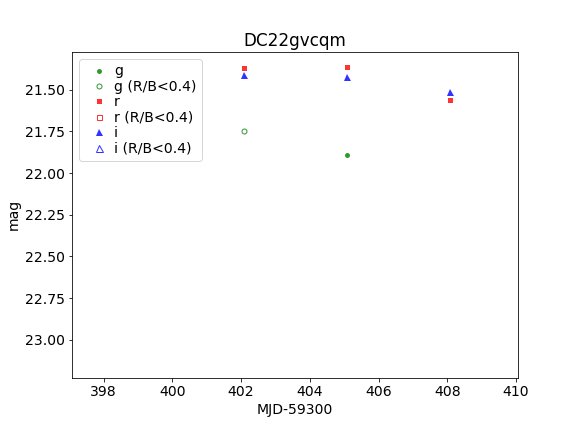 DC22gvcqm
g
g (R/B<0.4)
r
r (R/B<0.4)
i
i (R/B<0.4)
mag
21.50
21.75
22.00
22.25
22.50
22.75
23.00
398 400 402 404 406 408 410
MJD-59300